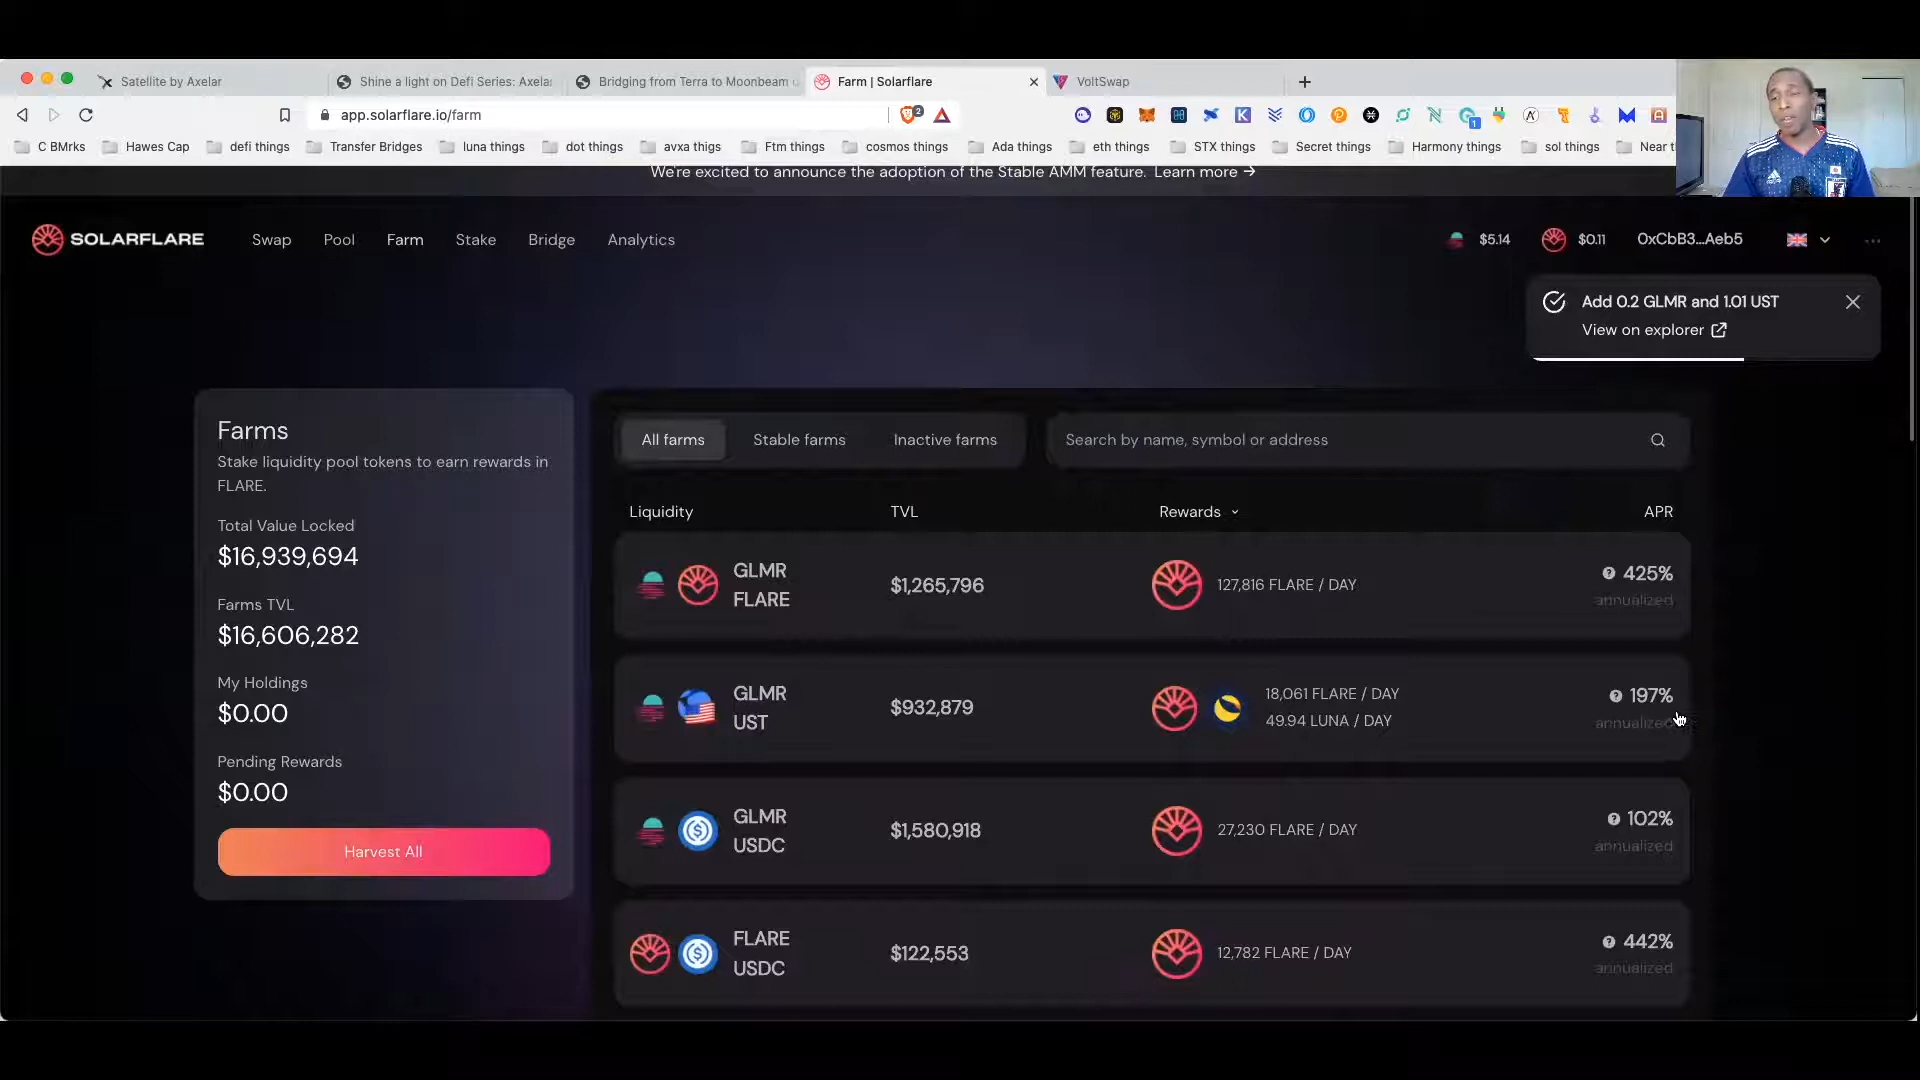 Satellite by Axelar
Shine a light on Defi Series: Axela
Bridging from Terra to Moonbeam
Farm | Solarflare
VoltSwap
app.solarflare.io/farm
2
1
C BMrks
Hawes Cap
defi things
Transfer Bridges
luna things
dot things
avxa thigs
Ftm things
cosmos things
Ada things
eth things
STX things
Secret things
Harmony things
sol things
Near t
We're excited to announce the adoption of the Stable AMM feature. Learn more →
SOLARFLARE
Swap
Pool
Farm
Stake
Bridge
Analytics
$5.14
$0.11
0xCbB3...Aeb5
Add 0.2 GLMR and 1.01 UST
View on explorer
Farms
Stake liquidity pool tokens to earn rewards in
FLARE.
Total Value Locked
$16,939,694
Farms TVL
$16,606,282
My Holdings
$0.00
Pending Rewards
$0.00
Harvest All
All farms
Stable farms
Inactive farms
Search by name, symbol or address
Liquidity
TVL
Rewards
APR
GLMR
FLARE
$1,265,796
127,816 FLARE / DAY
425%
annualized
GLMR
UST
$932,879
18,061 FLARE / DAY
49.94 LUNA / DAY
197%
annualized
GLMR
USDC
$1,580,918
27,230 FLARE / DAY
102%
annualized
FLARE
USDC
$122,553
12,782 FLARE / DAY
442%
annualized